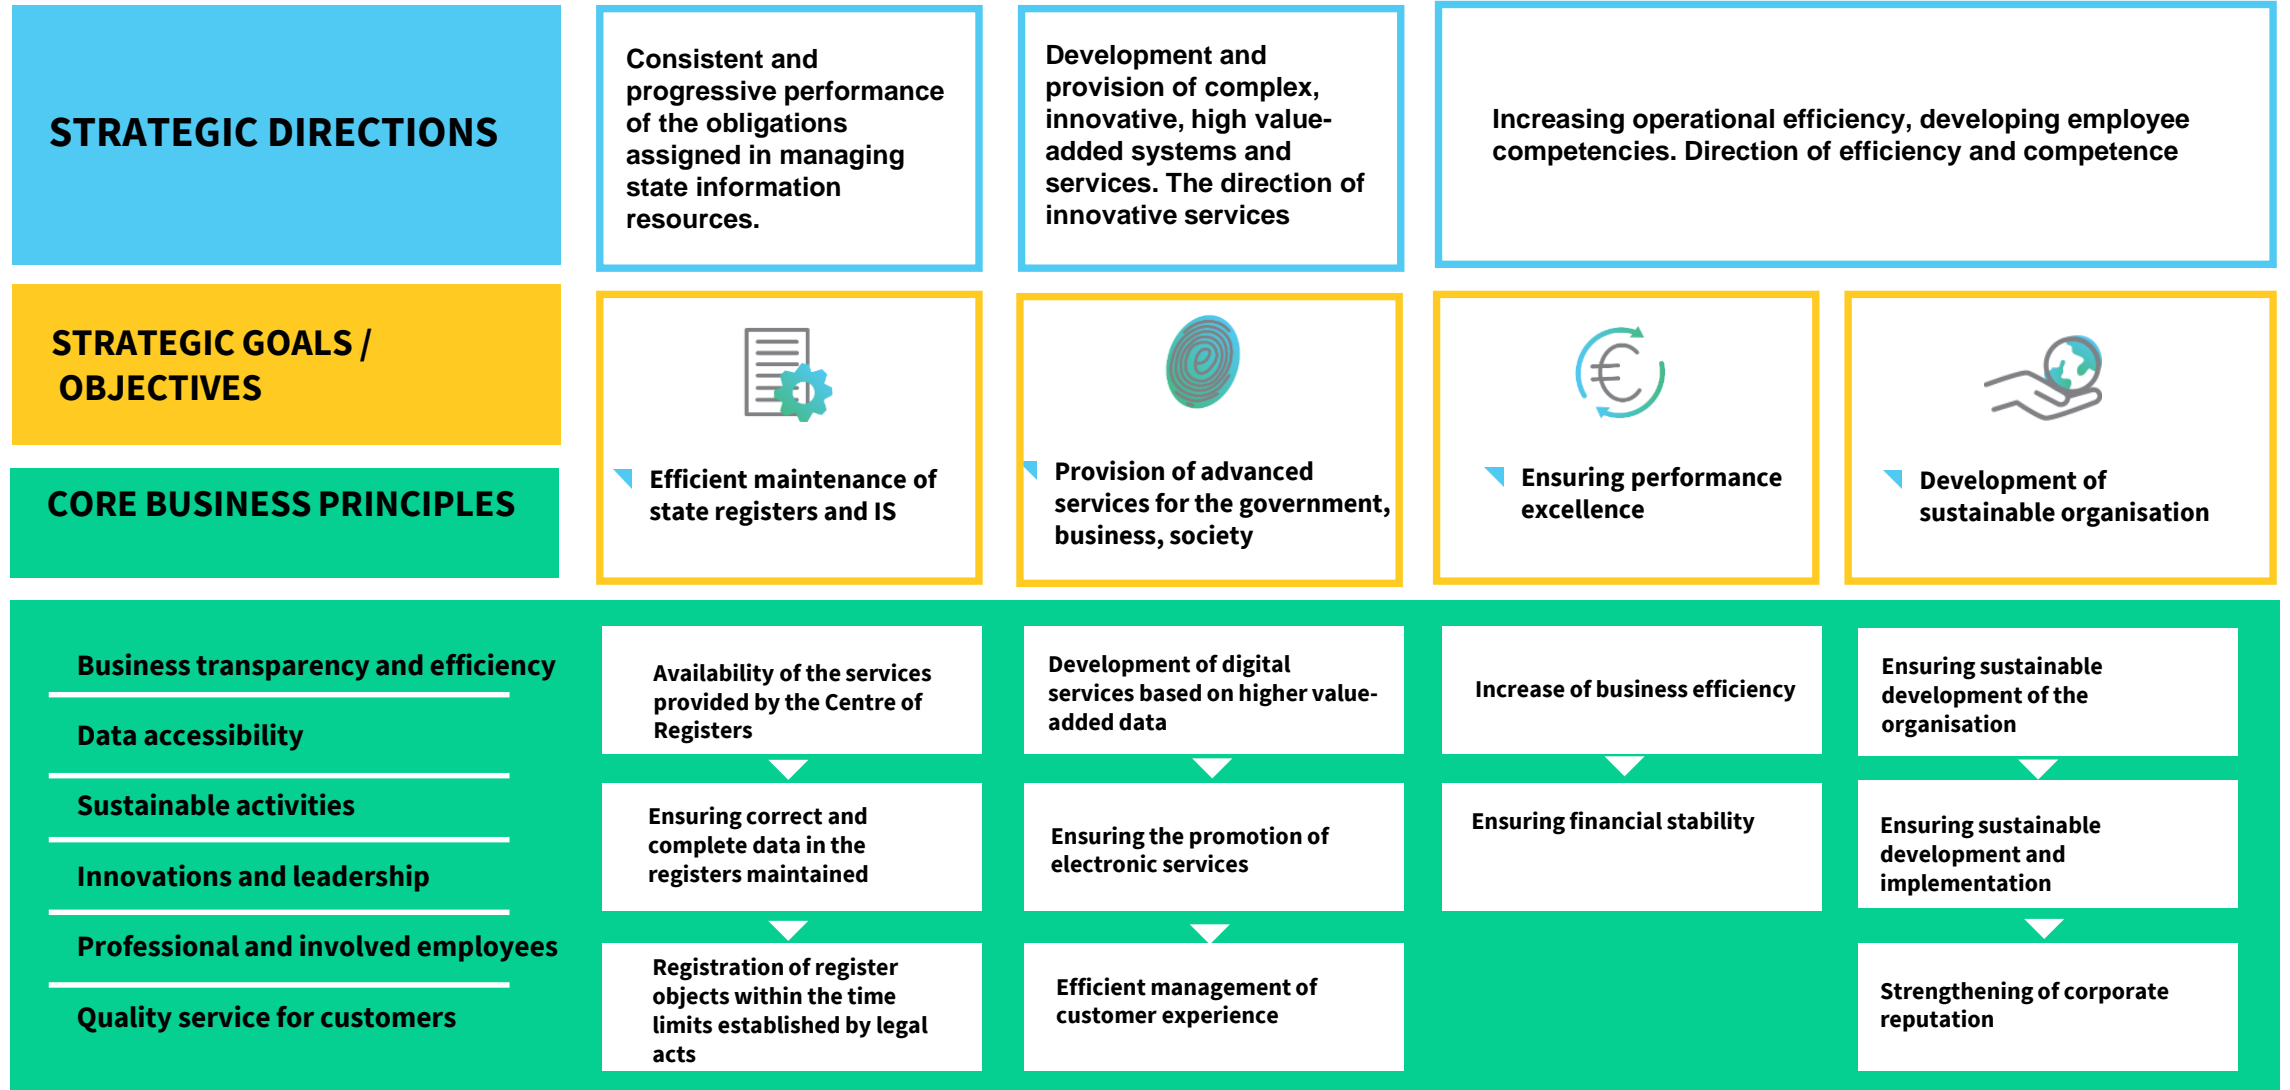 STRATEGIC DIRECTIONS
Consistent and
progressive performance
of the obligations
assigned in managing
state information
resources.
Development and
provision of complex,
innovative, high value-
added systems and
services. The direction of
innovative services
Increasing operational efficiency, developing employee
competencies. Direction of efficiency and competence
STRATEGIC GOALS /
OBJECTIVES
Efficient maintenance of
state registers and IS
Provision of advanced
services for the government,
business, society
Ensuring performance
excellence
Development of
sustainable organisation
CORE BUSINESS PRINCIPLES
Business transparency and efficiency
Data accessibility
Sustainable activities
Innovations and leadership
Professional and involved employees
Quality service for customers
Availability of the services
provided by the Centre of
Registers
Ensuring correct and
complete data in the
registers maintained
Registration of register
objects within the time
limits established by legal
acts
Development of digital
services based on higher value-
added data
Ensuring the promotion of
electronic services
Efficient management of
customer experience
Increase of business efficiency
Ensuring financial stability
Ensuring sustainable
development of the
organisation
Ensuring sustainable
development and
implementation
Strengthening of corporate
reputation